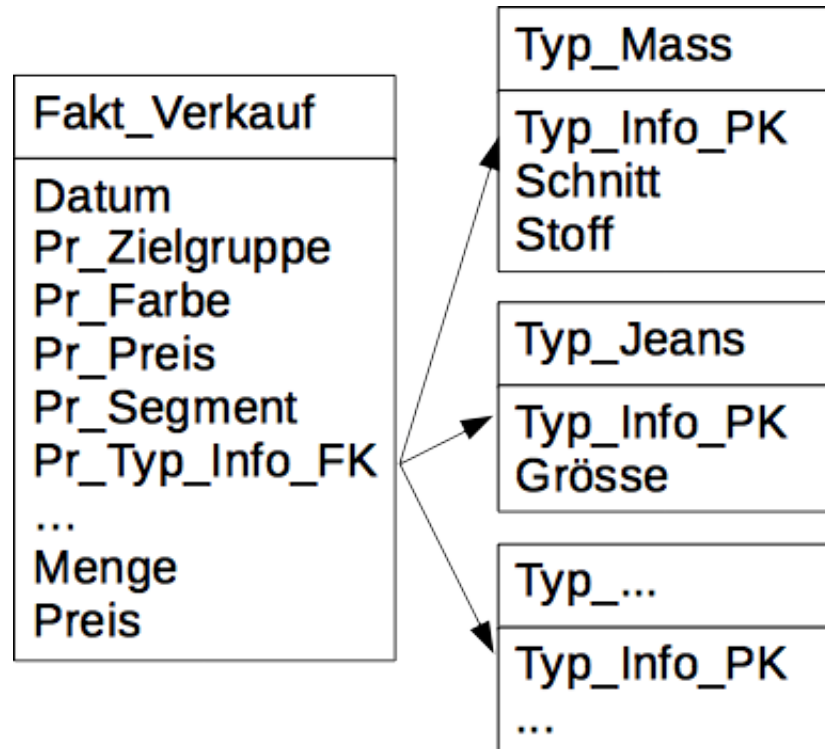 Fakt_Verkauf
Datum
Pr_Zielgruppe
Pr_Farbe
Pr_Preis
Pr_Segment
Pr_Typ_Info_FK
...
Menge
Preis
Typ_Mass
Typ_Info_PK
Schnitt
Stoff
Typ_Jeans
Typ_Info_PK
Grösse
Typ_...
Typ_Info_PK
...